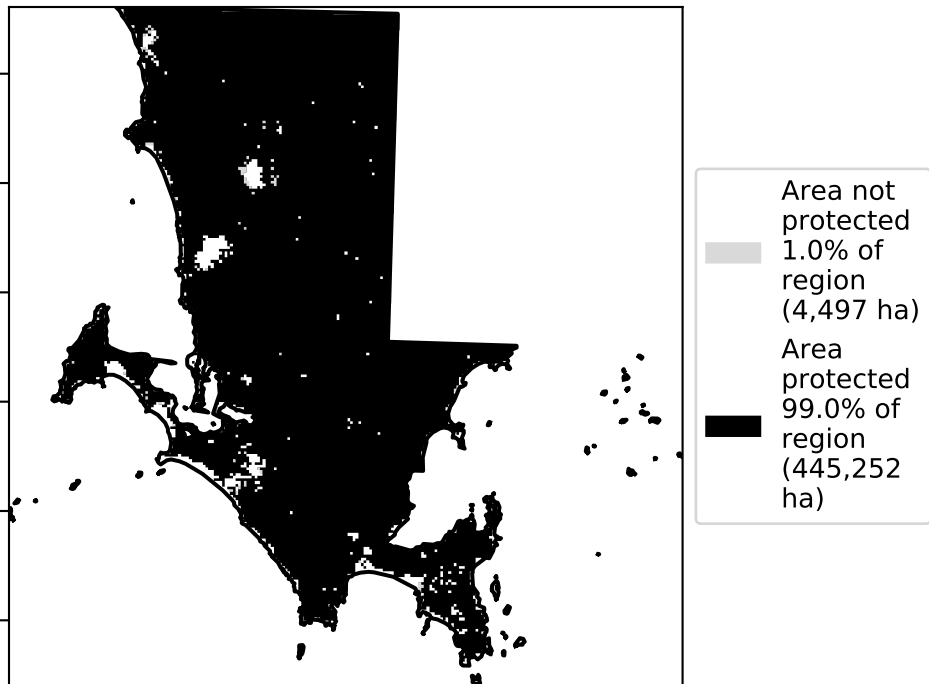 Area not
protected
1.0% of
region
(4,497 ha)
Area
protected
99.0% of
region
(445,252
ha)